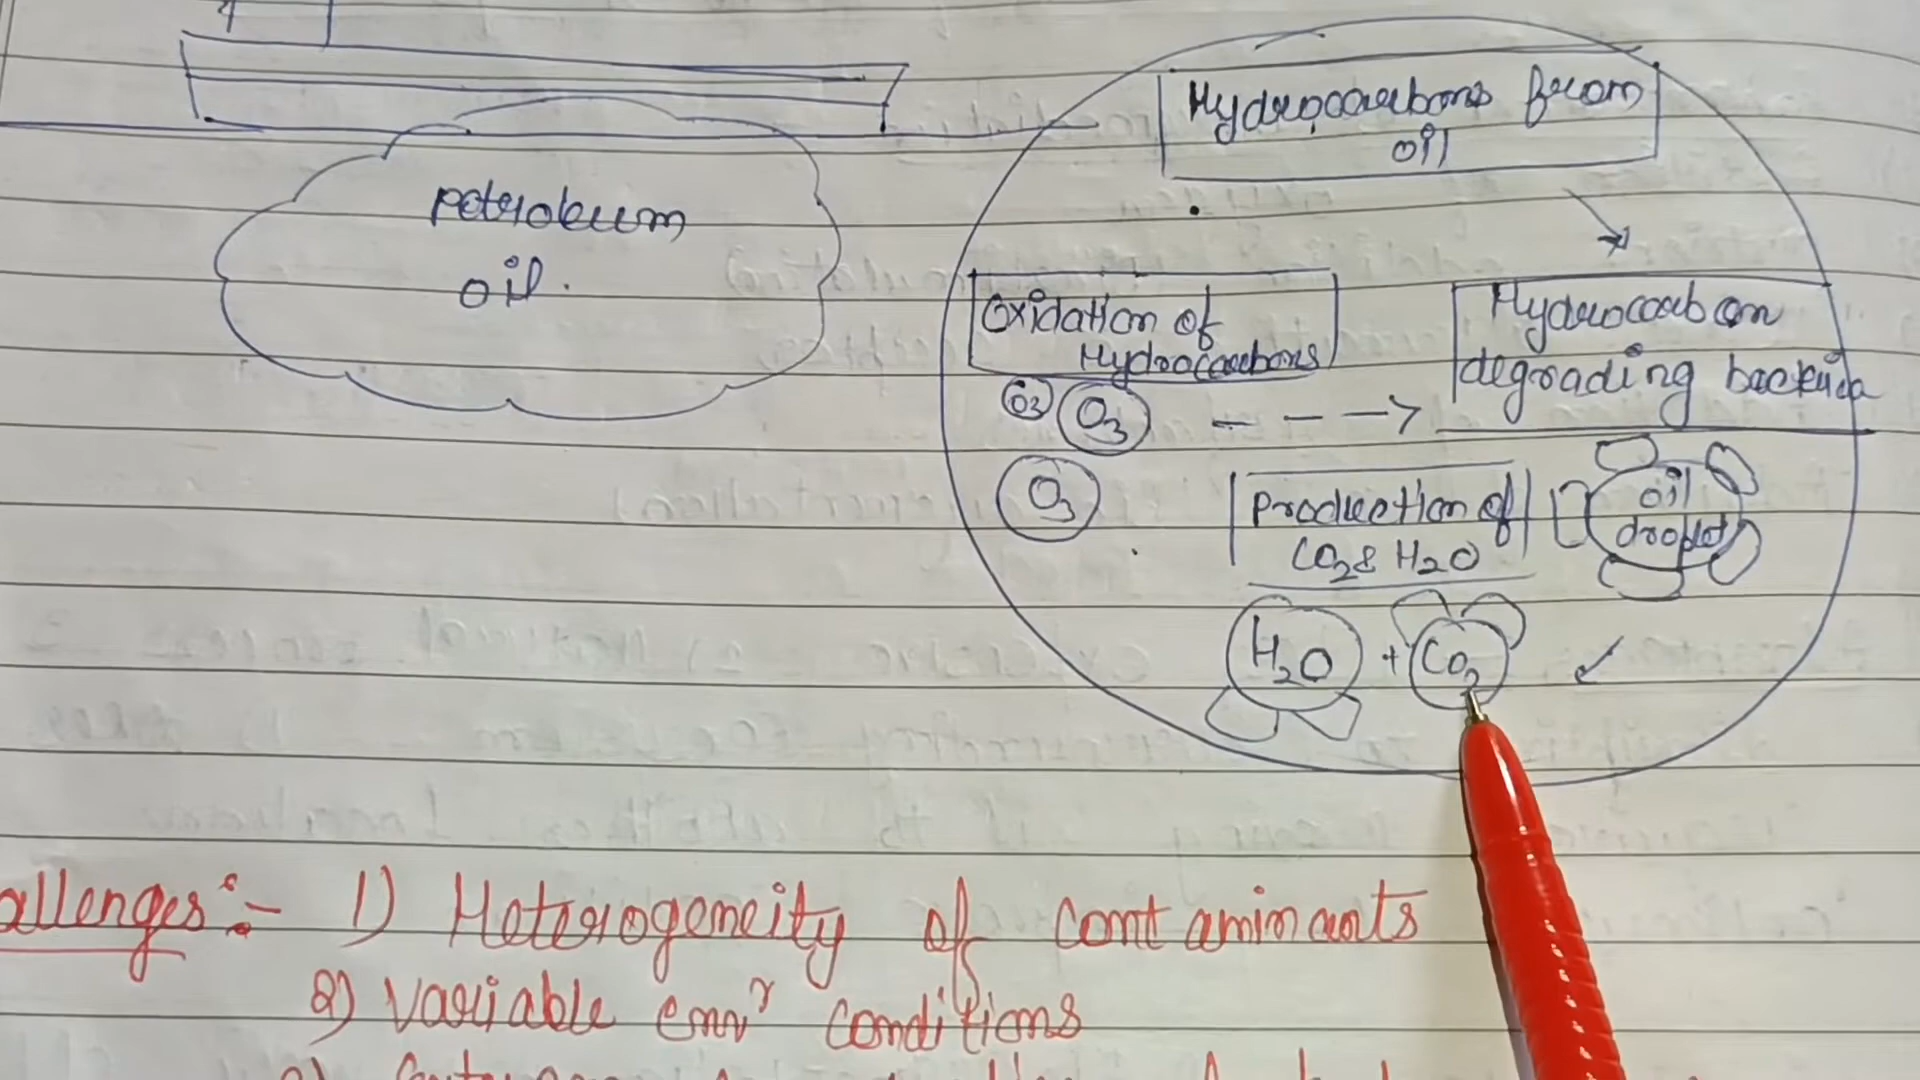 petroleum
oil.
Hydrocarbons from
oil
Oxidation of
Hydrocarbons
Hydrocarbon
degrading bacteria
O3
O3
O3
Production of
CO2 & H2O
oil
droplet
H2O + CO2
allenges :- 1) Heterogeneity of contaminants
2) Variable envr conditions